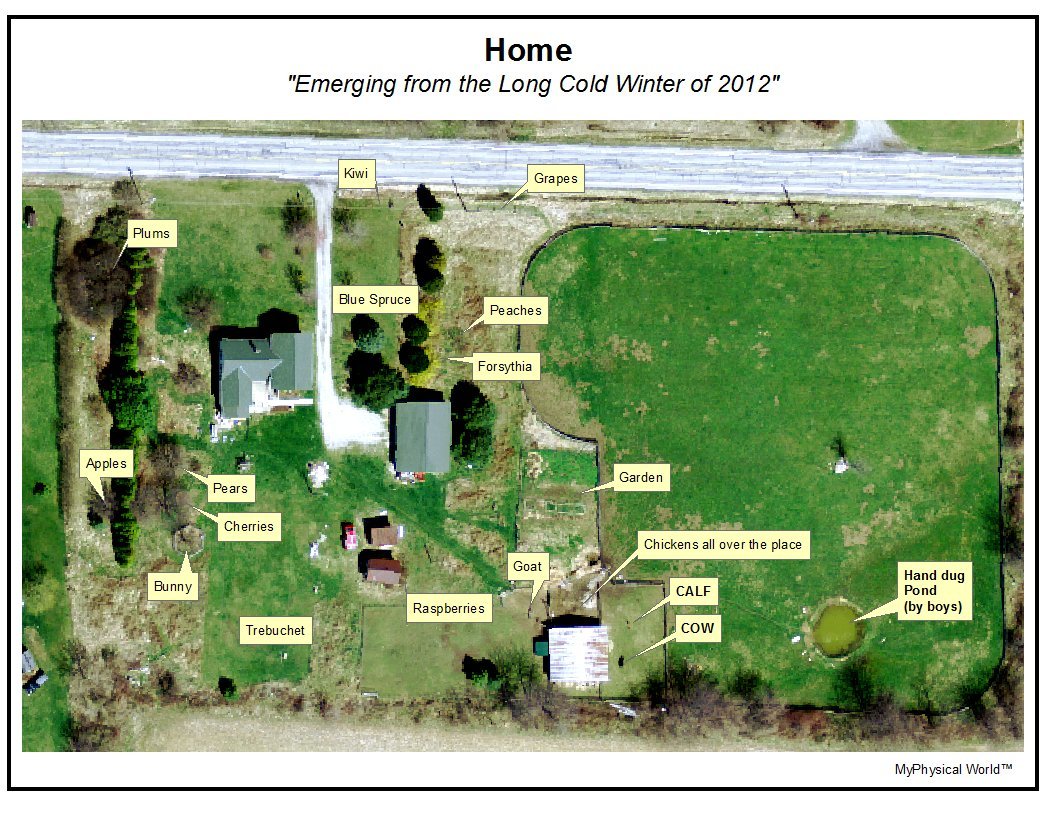 Home
"Emerging from the Long Cold Winter of 2012"
Kiwi
Grapes
Plums
Blue Spruce
Peaches
Forsythia
Apples
Pears
Garden
Cherries
Chickens all over the place
Goat
Bunny
CALF
Hand dug
Pond
(by boys)
Raspberries
Trebuchet
COW
MyPhysical World™